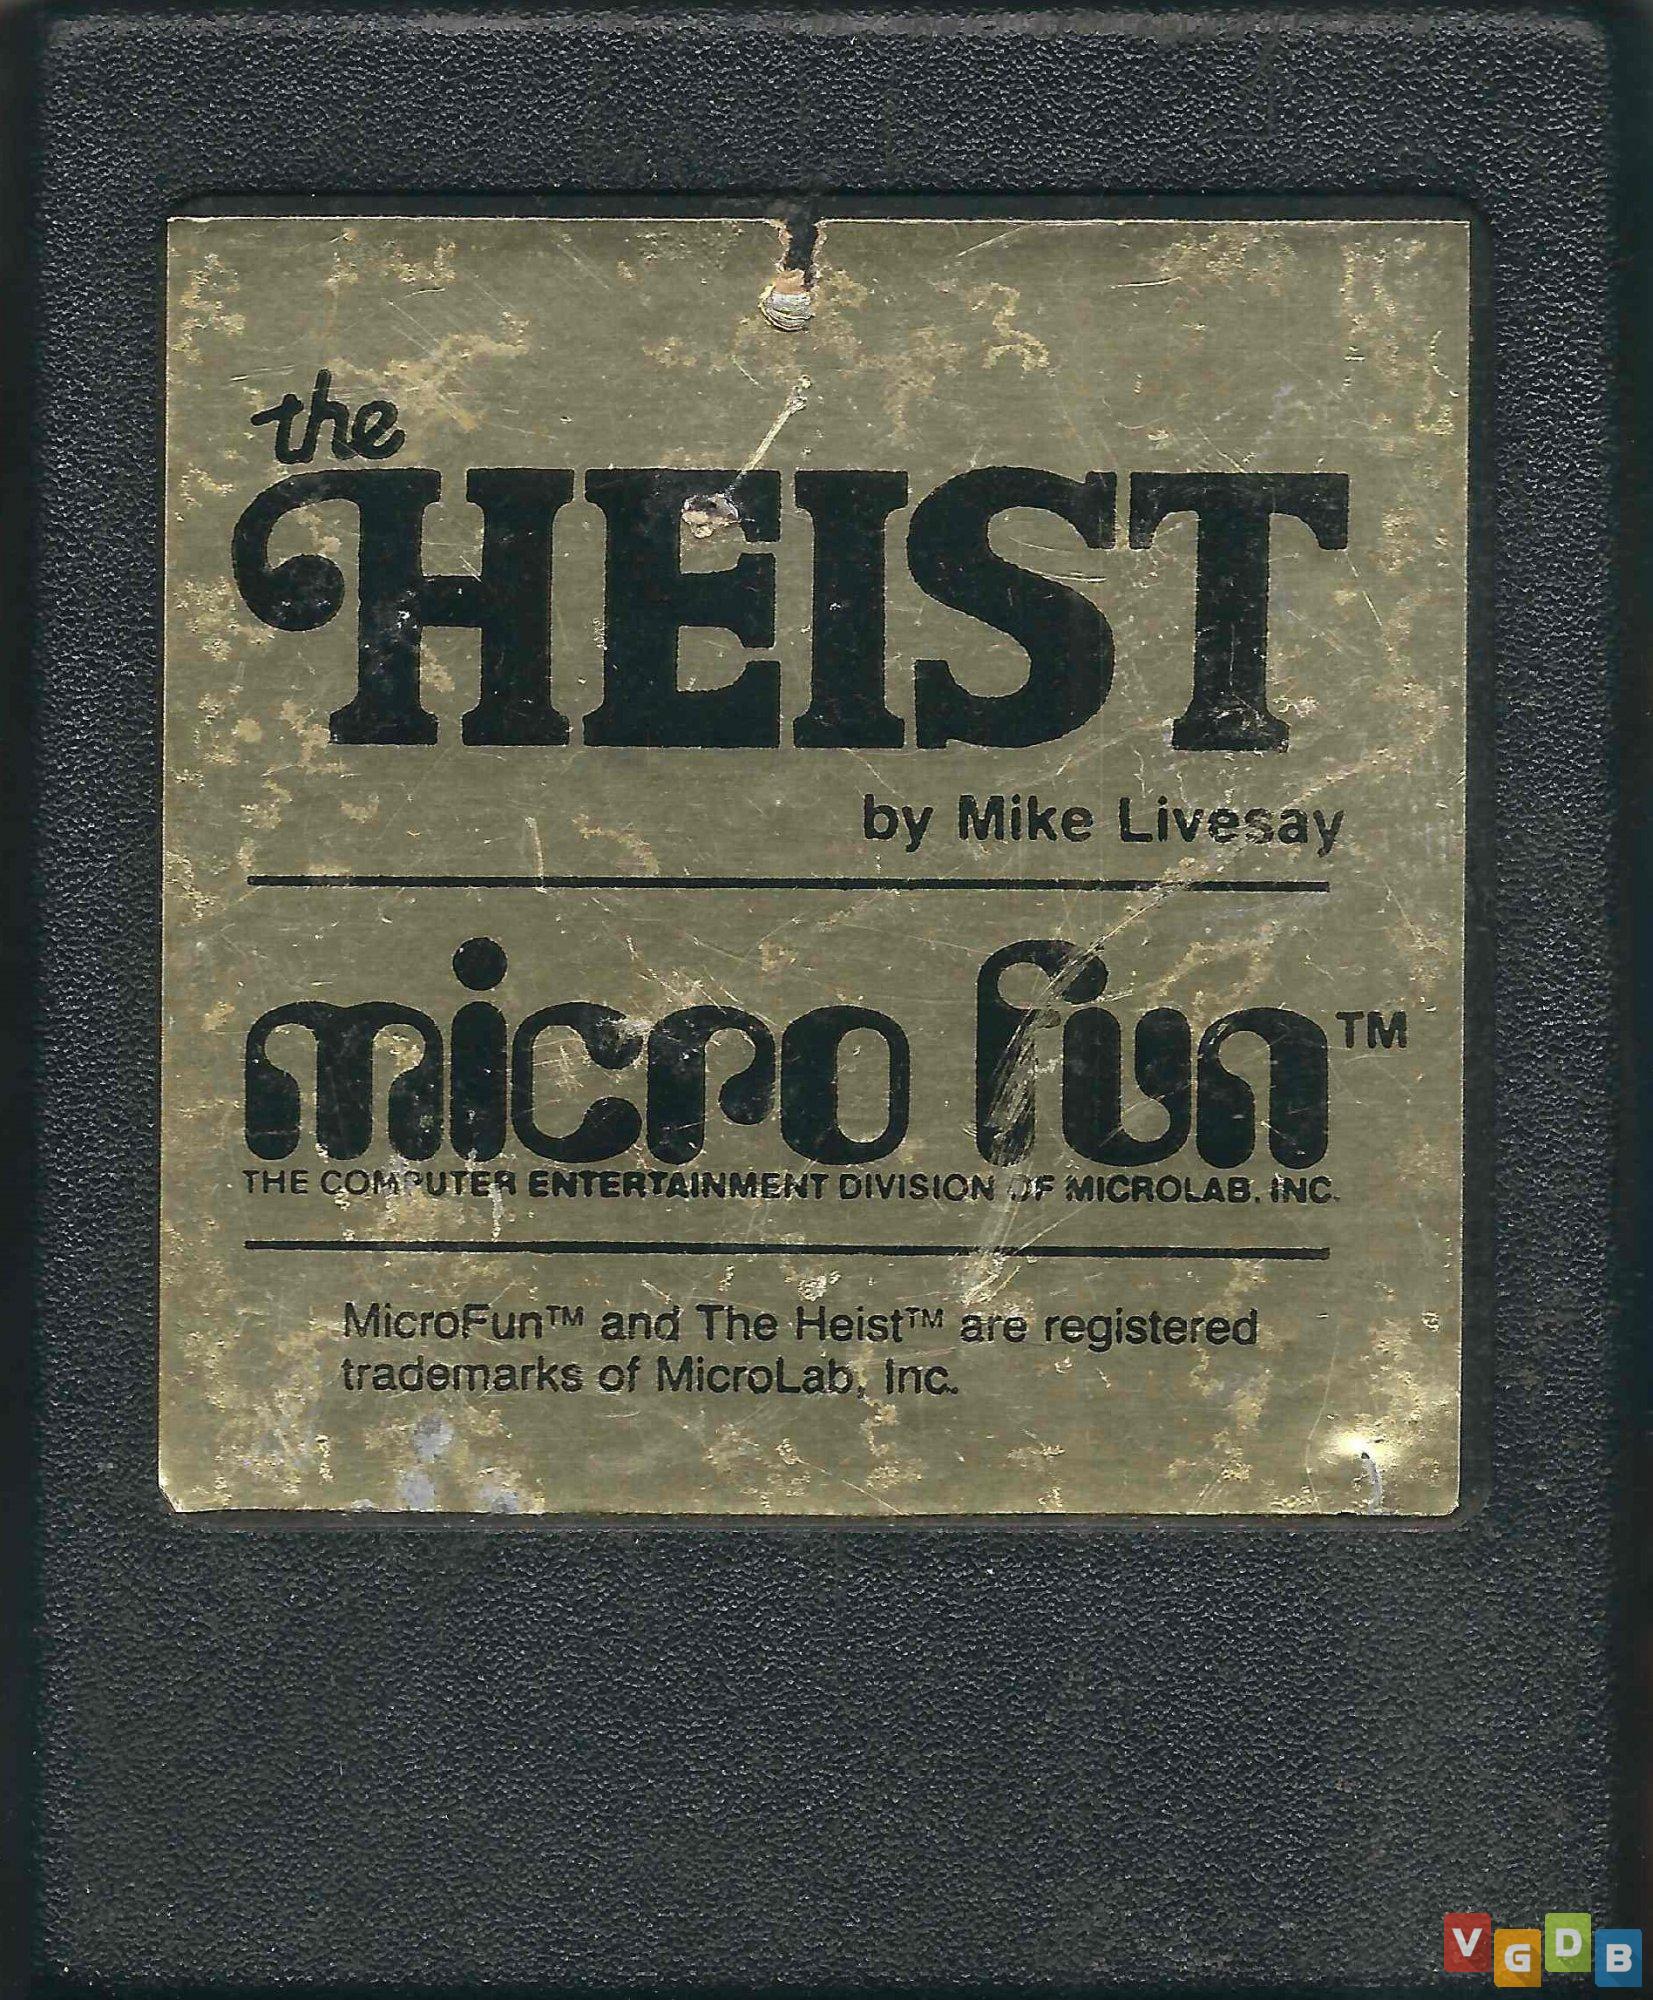 the
HEIST
by Mike Livesay
micro fun™
THE COMPUTER ENTERTAINMENT DIVISION OF MICROLAB, INC.
MicroFun™ and The Heist™ are registered
trademarks of MicroLab, Inc.
VGDB